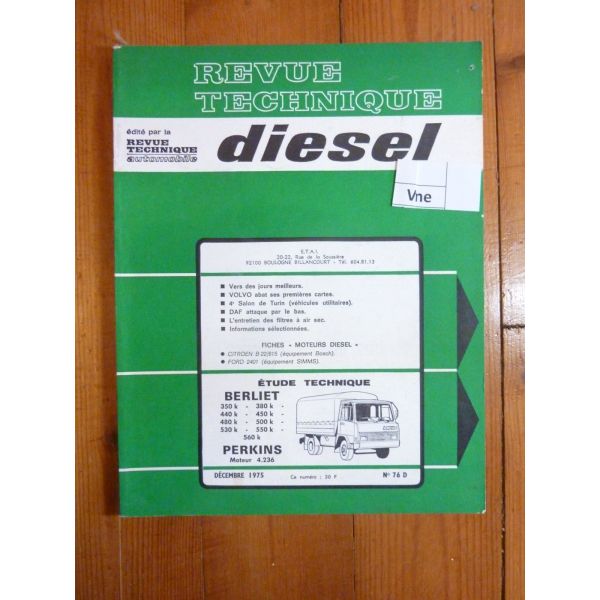 REVUE
TECHNIQUE
édité par la
REVUE
TECHNIQUE
automobile
diesel
Vne
E.T.A.I.
20-22, Rue de la Saussière
92100 BOULOGNE BILLANCOURT - Tél. 604.81.13
Vers des jours meilleurs.
VOLVO abat ses premières cartes.
4e Salon de Turin (véhicules utilitaires).
DAF attaque par le bas.
L'entretien des filtres à air sec.
Informations sélectionnées.
FICHES « MOTEURS DIESEL »
CITROEN B 22/615 (équipement Bosch).
FORD 2401 (équipement SIMMS).
ÉTUDE TECHNIQUE
BERLIET
350 k - 380 k -
440 k - 450 k -
480 k - 500 k -
530 k - 550 k -
560 k
PERKINS
Moteur 4.236
DÉCEMBRE 1975 Ce numéro : 20 F N° 76 D